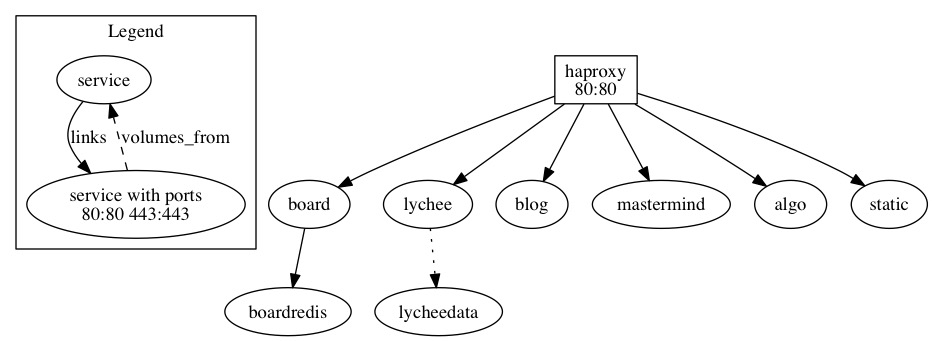 Legend
service
links
volumes_from
service with ports
80:80 443:443
haproxy
80:80
board
lychee
blog
mastermind
algo
static
boardredis
lycheedata